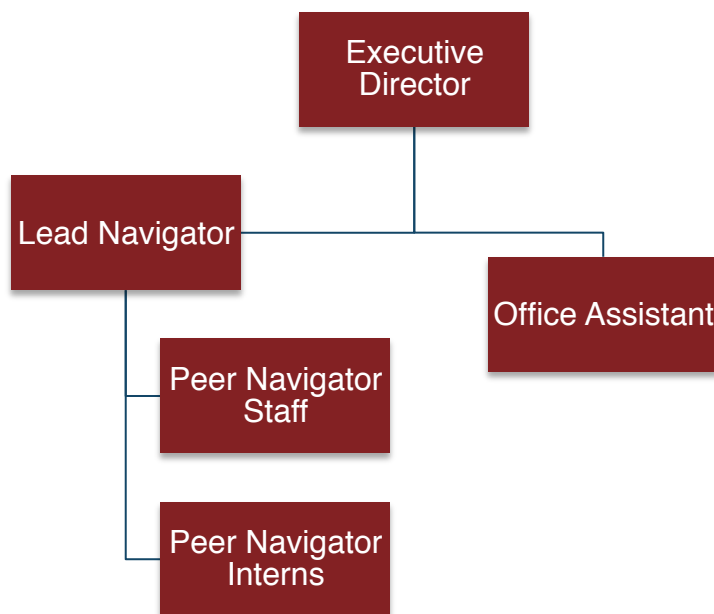 Executive
Director
Lead Navigator
Office Assistant
Peer Navigator
Staff
Peer Navigator
Interns